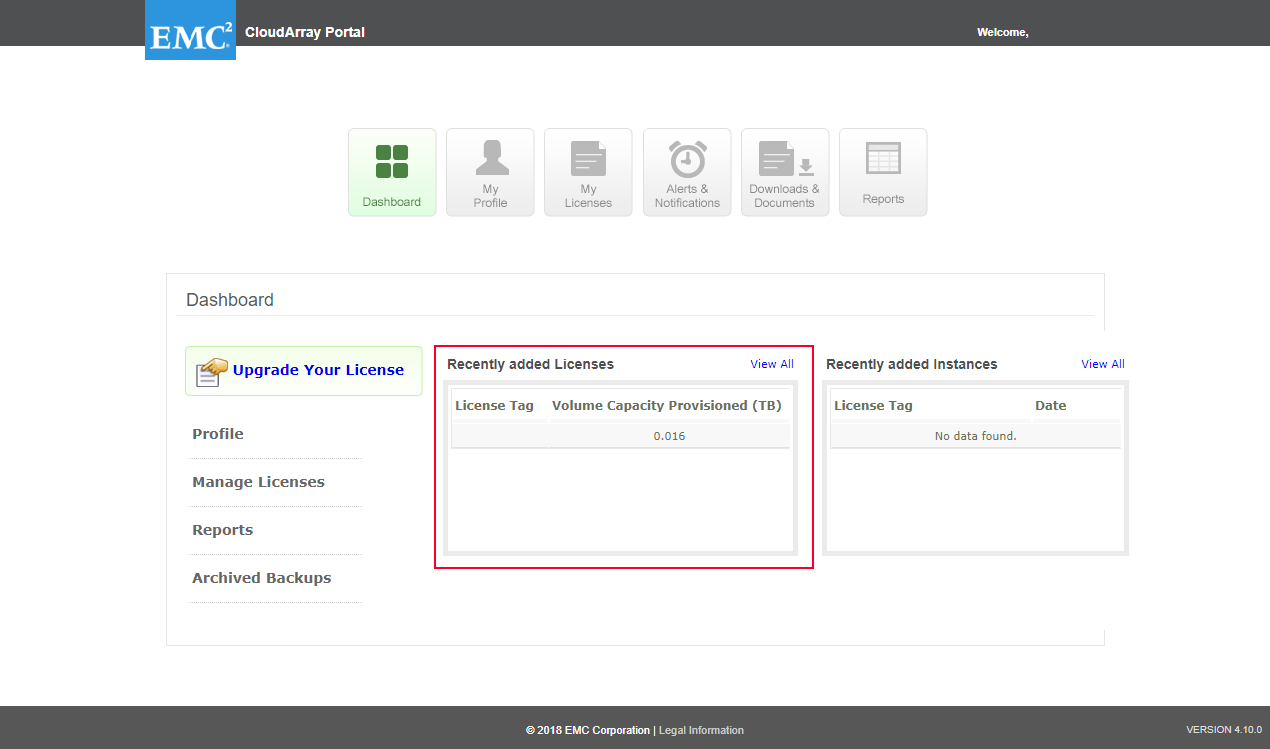 EMC²
CloudArray Portal
Welcome,
Dashboard
My
Profile
My
Licenses
Alerts &
Notifications
Downloads &
Documents
Reports
Dashboard
Upgrade Your License
Profile
Manage Licenses
Reports
Archived Backups
Recently added Licenses View All
License Tag Volume Capacity Provisioned (TB)
0.016
Recently added Instances View All
License Tag Date
No data found.
© 2018 EMC Corporation | Legal Information
VERSION 4.10.0